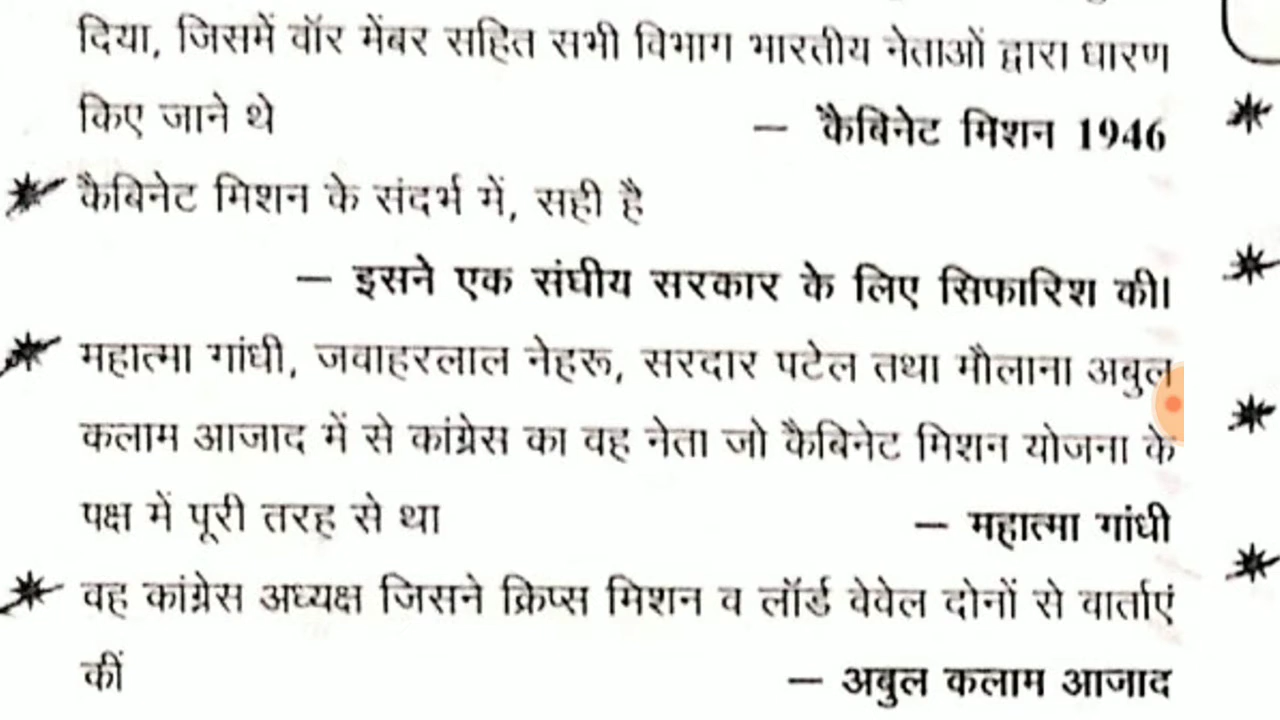 दिया, जिसमें वॉर मेंबर सहित सभी विभाग भारतीय नेताओं द्वारा धारण
किए जाने थे – कैबिनेट मिशन 1946
कैबिनेट मिशन के संदर्भ में, सही है
– इसने एक संघीय सरकार के लिए सिफारिश की।
महात्मा गांधी, जवाहरलाल नेहरू, सरदार पटेल तथा मौलाना अबुल
कलाम आजाद में से कांग्रेस का वह नेता जो कैबिनेट मिशन योजना के
पक्ष में पूरी तरह से था – महात्मा गांधी
वह कांग्रेस अध्यक्ष जिसने क्रिप्स मिशन व लॉर्ड वेवेल दोनों से वार्ताएं
कीं – अबुल कलाम आजाद